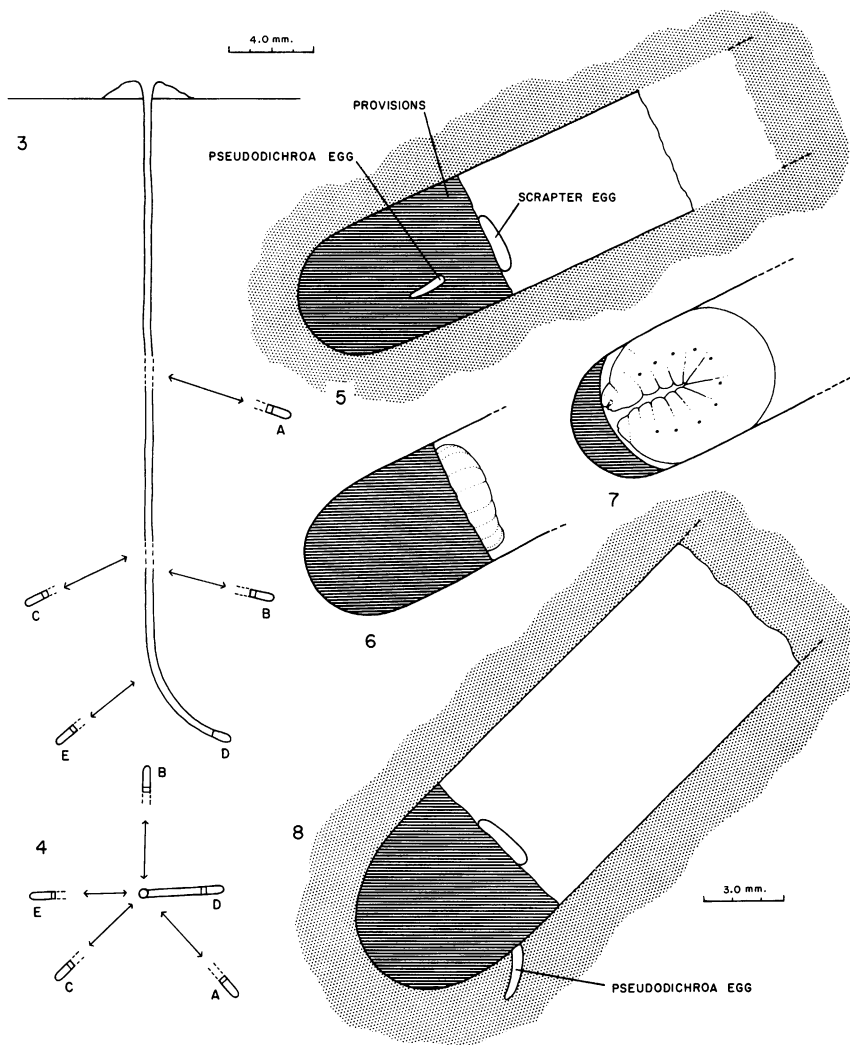 4.0 mm.
3
PROVISIONS
PSEUDODICHROA EGG
SCRAPTER EGG
5
A
7
C
B
6
E
D
B
4
8
E
D
3.0 mm.
C
A
PSEUDODICHROA EGG